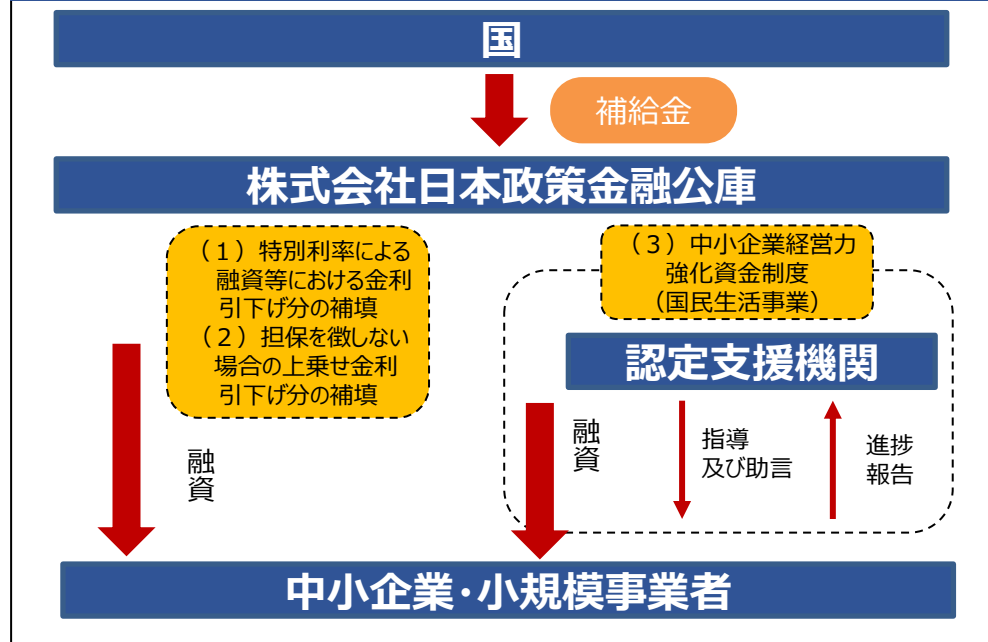 国
補給金
株式会社日本政策金融公庫
（１）特別利率による
融資等における金利
引下げ分の補填
（２）担保を徴しない
場合の上乗せ金利
引下げ分の補填
（３）中小企業経営力
強化資金制度
（国民生活事業）
認定支援機関
融資
融資
指導
及び助言
進捗
報告
中小企業･小規模事業者